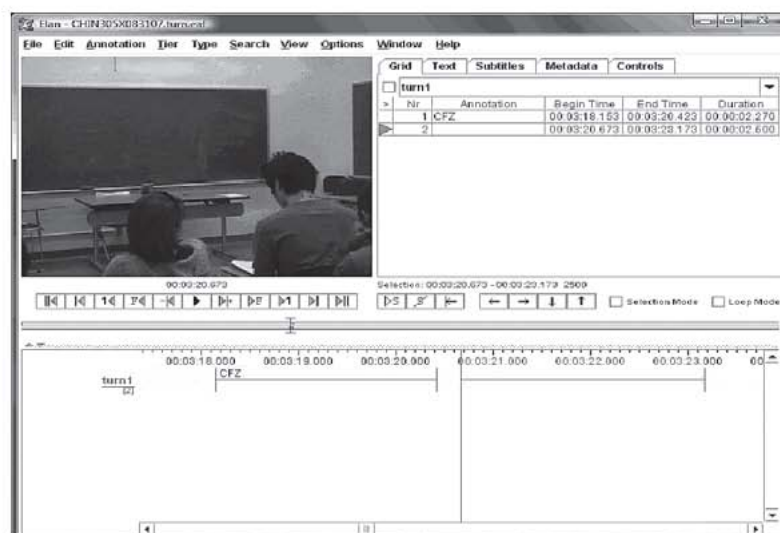 Elan - CHIN305X083107.turn.eaf
File Edit Annotation Tier Type Search View Options Window Help
Grid Text Subtitles Metadata Controls
turn1
> Nr Annotation Begin Time End Time Duration
1 CFZ 00:03:18.153 00:03:20.423 00:00:02.270
2 00:03:20.673 00:03:23.173 00:00:02.500
00:03:20.673
Selection: 00:03:20.673 - 00:03:23.173 2500
Selection Mode Loop Mode
00:03:18.000 00:03:19.000 00:03:20.000 00:03:21.000 00:03:22.000 00:03:23.000 00
turn1
[2]
CFZ